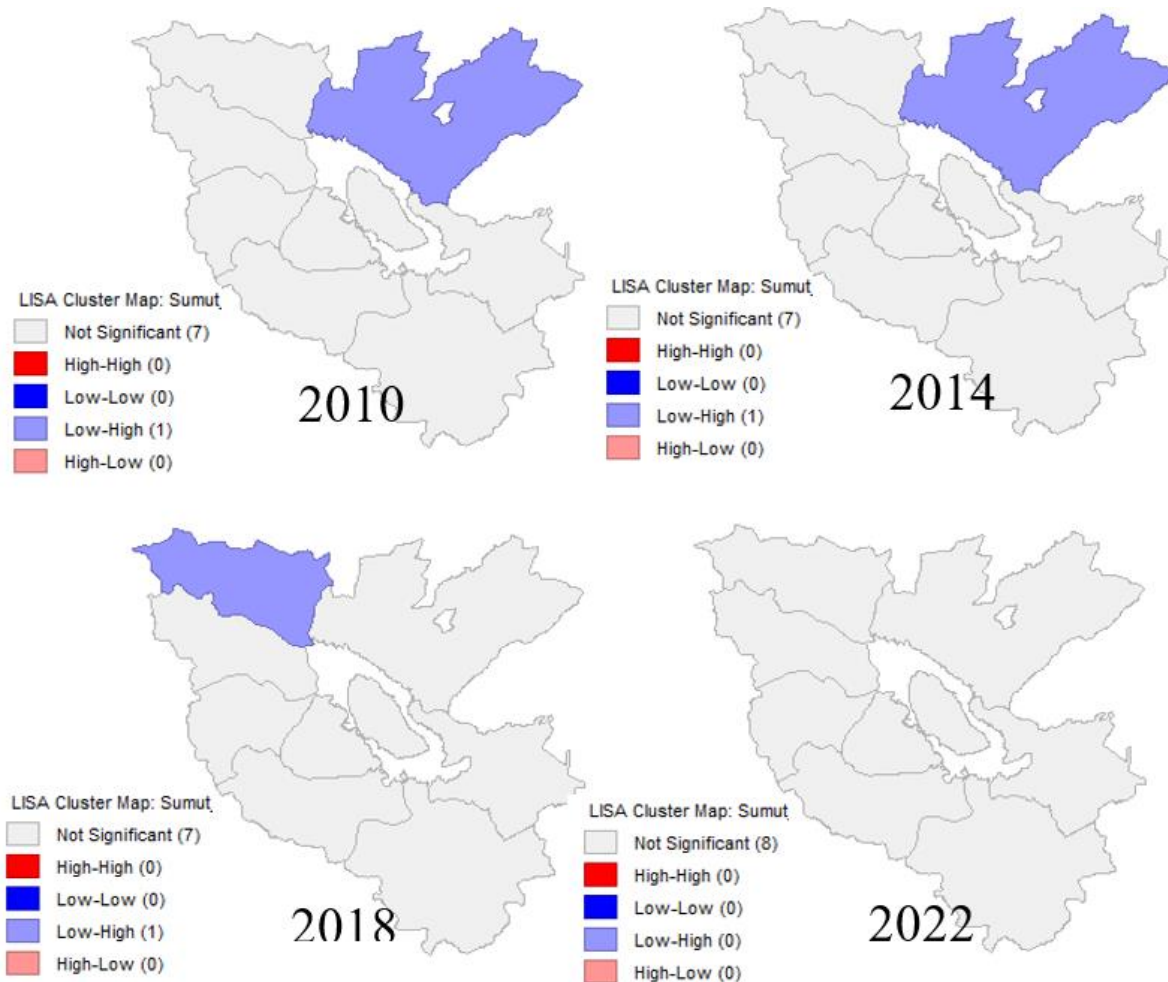 LISA Cluster Map: Sumut
Not Significant (7)
High-High (0)
Low-Low (0)
Low-High (1)
High-Low (0)
2010
LISA Cluster Map: Sumut
Not Significant (7)
High-High (0)
Low-Low (0)
Low-High (1)
High-Low (0)
2014
LISA Cluster Map: Sumut
Not Significant (7)
High-High (0)
Low-Low (0)
Low-High (1)
High-Low (0)
2018
LISA Cluster Map: Sumut
Not Significant (8)
High-High (0)
Low-Low (0)
Low-High (0)
High-Low (0)
2022